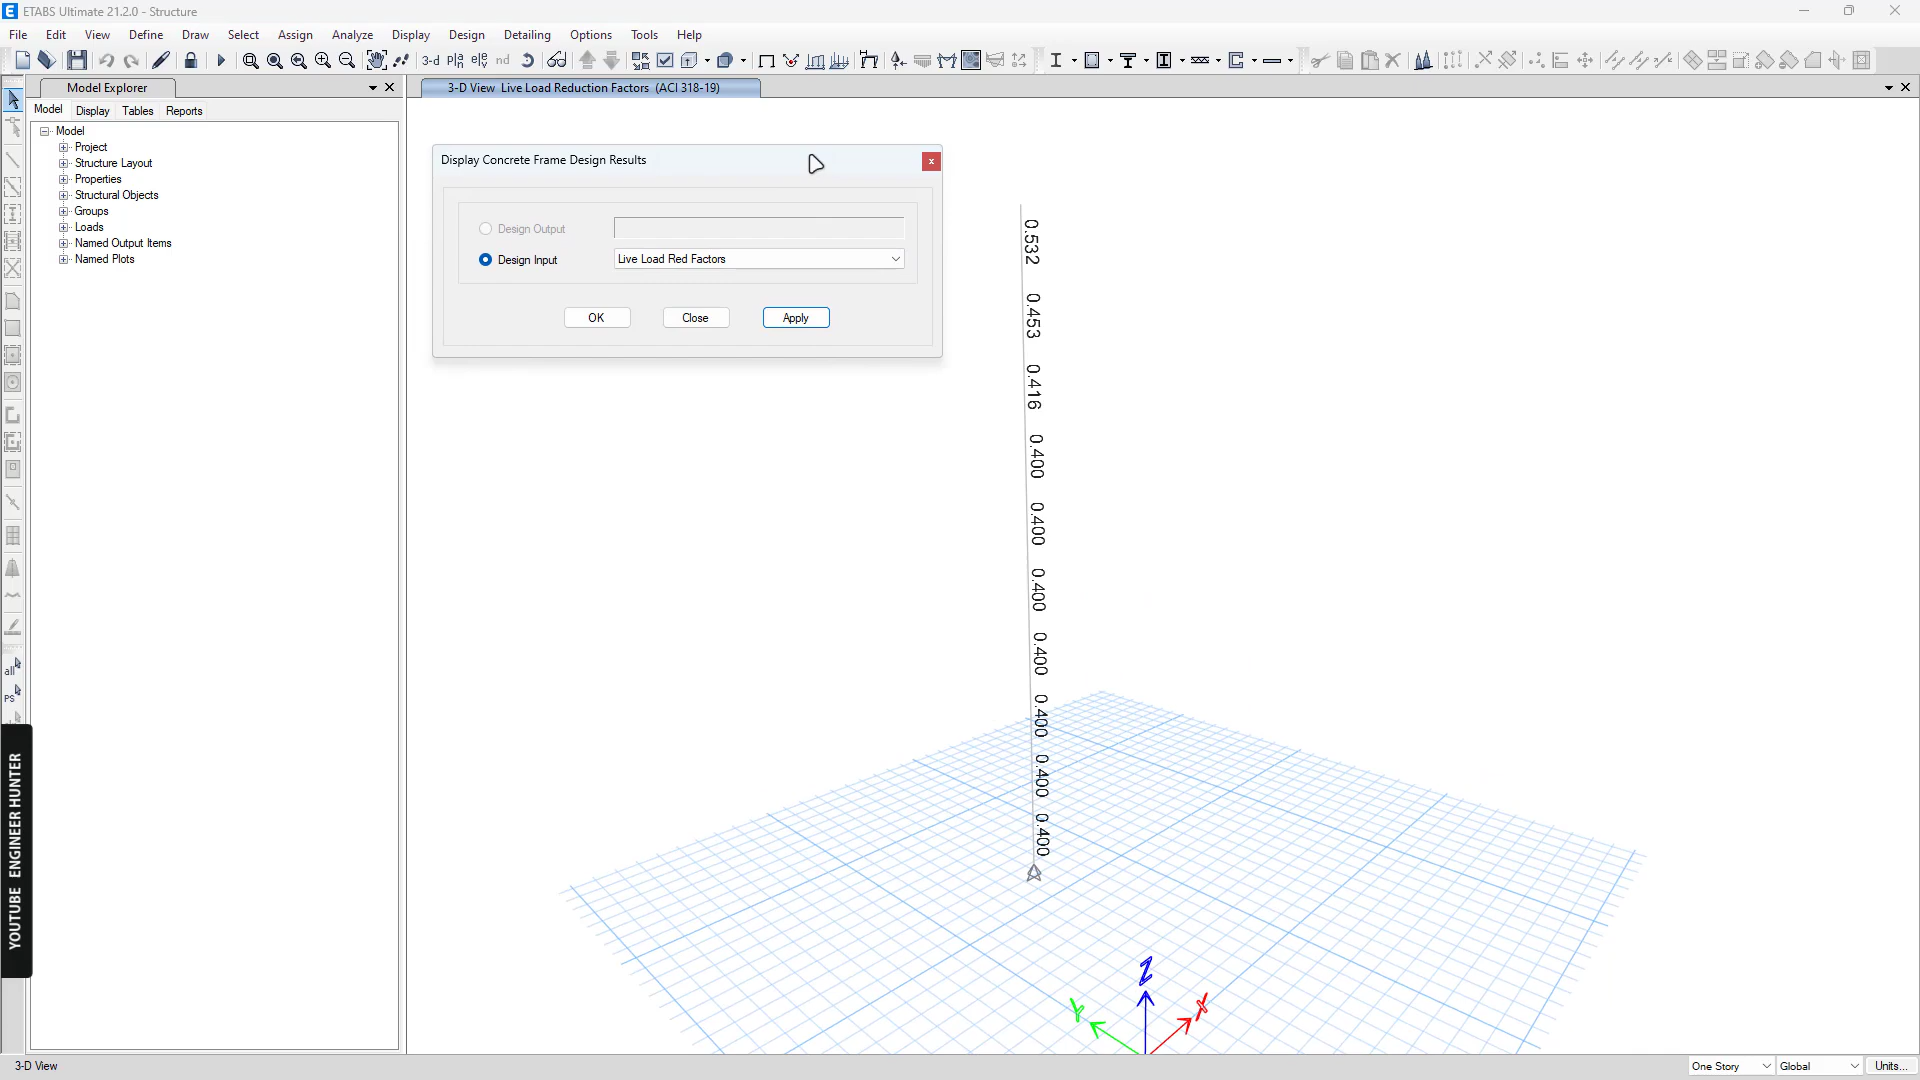 ETABS Ultimate 21.2.0 - Structure
File Edit View Define Draw Select Assign Analyze Display Design Detailing Options Tools Help
3-d nd
Model Explorer
3-D View Live Load Reduction Factors (ACI 318-19)
Model Display Tables Reports
Model
Project
Structure Layout
Properties
Structural Objects
Groups
Loads
Named Output Items
Named Plots
all
PS
Display Concrete Frame Design Results
x
Design Output
Design Input Live Load Red Factors
OK Close Apply
0.532
0.453
0.416
0.400
0.400
0.400
0.400
0.400
0.400
0.400
Z
Y
X
YOUTUBE ENGINEER HUNTER
3-D View
One Story Global Units...